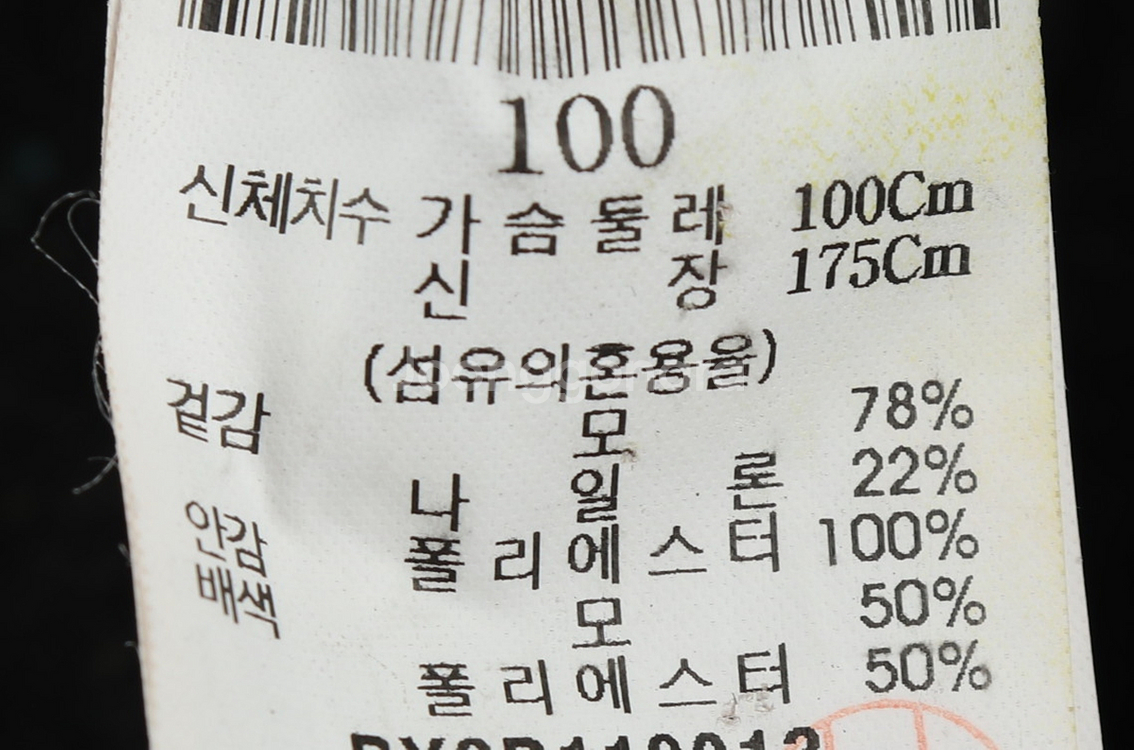 100
신체치수 가슴둘레 100Cm
신장 175Cm
(섬유의혼용율)
겉감 모 78%
나일론 22%
안감 폴리에스터 100%
배색 모 50%
폴리에스터 50%